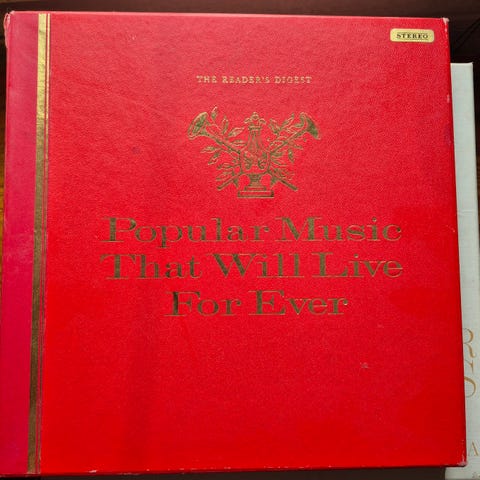 STEREO
THE READER'S DIGEST
Popular Music
That Will Live
For Ever